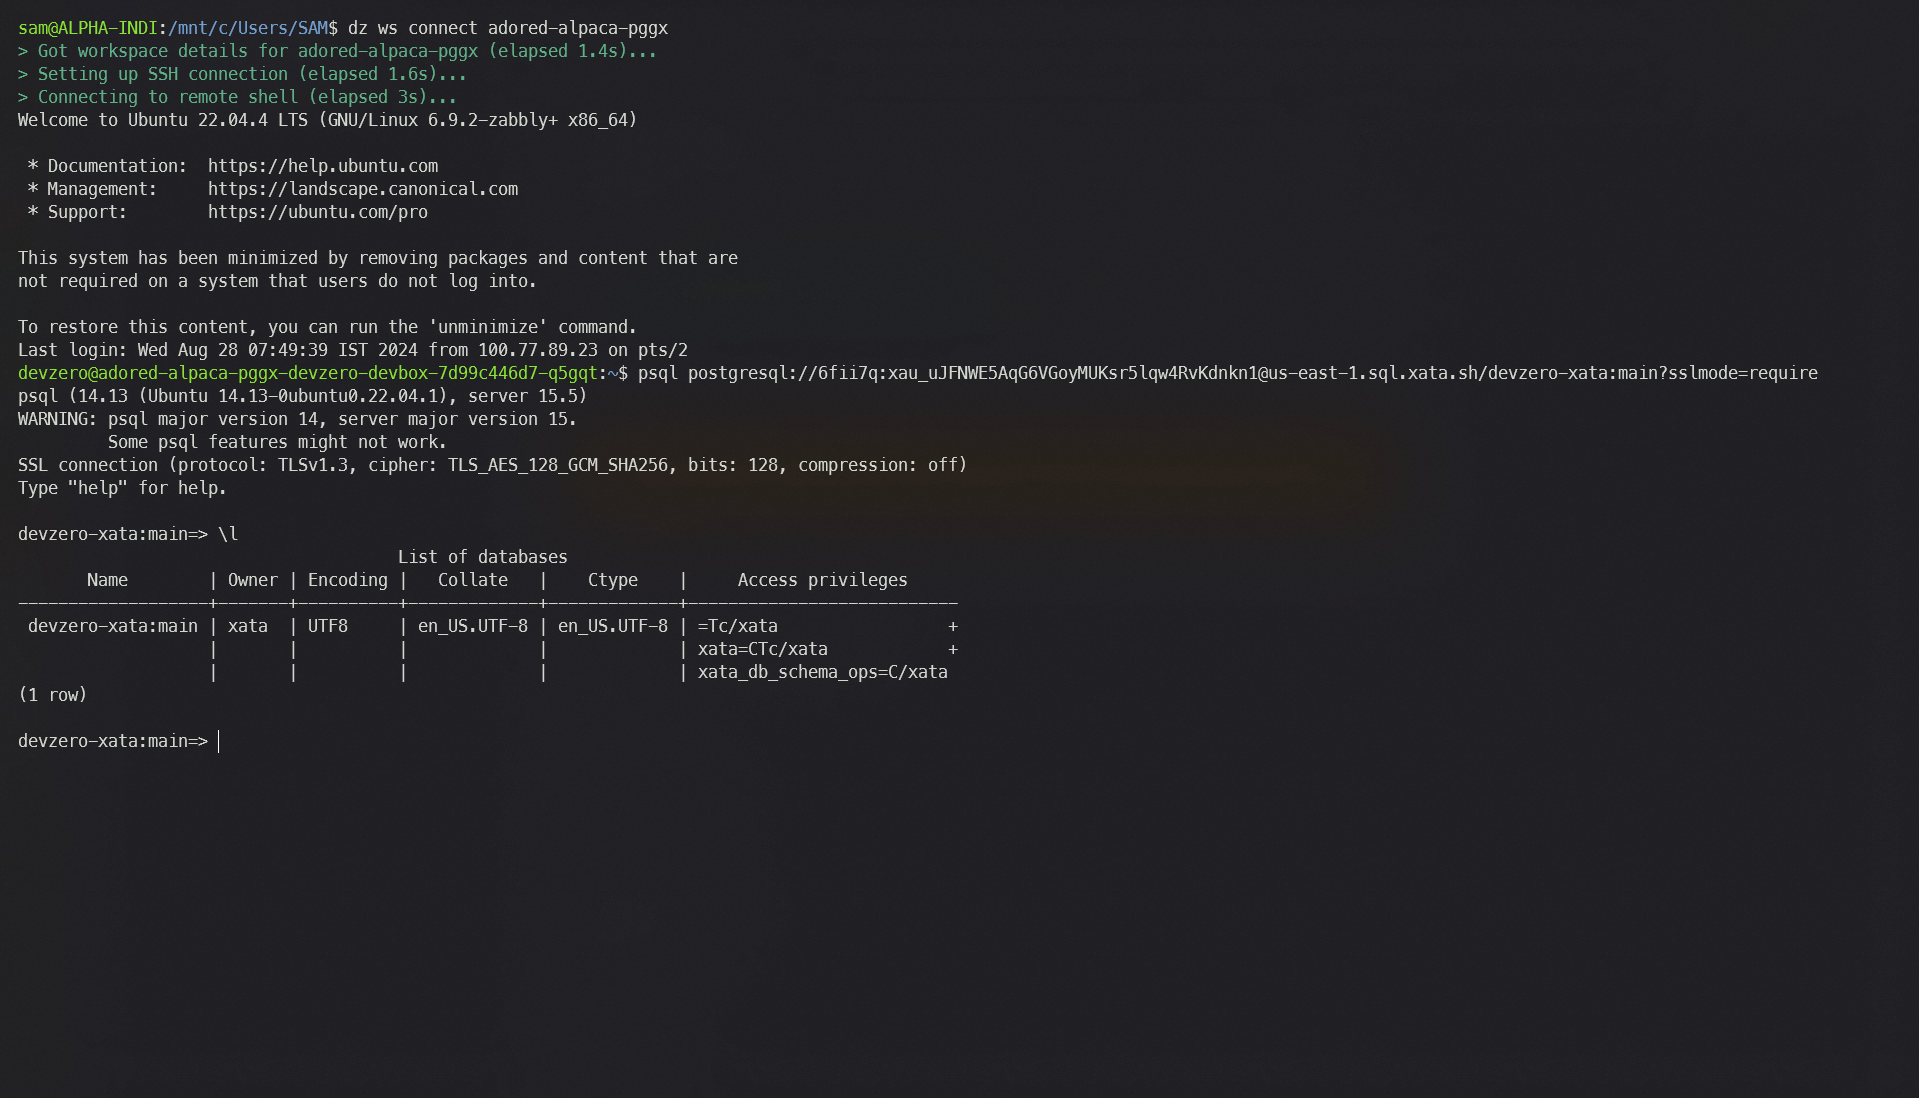 sam@ALPHA-INDI:/mnt/c/Users/SAM$ dz ws connect adored-alpaca-pggx
> Got workspace details for adored-alpaca-pggx (elapsed 1.4s)...
> Setting up SSH connection (elapsed 1.6s)...
> Connecting to remote shell (elapsed 3s)...
Welcome to Ubuntu 22.04.4 LTS (GNU/Linux 6.9.2-zabbly+ x86_64)

 * Documentation:  https://help.ubuntu.com
 * Management:     https://landscape.canonical.com
 * Support:        https://ubuntu.com/pro

This system has been minimized by removing packages and content that are
not required on a system that users do not log into.

To restore this content, you can run the 'unminimize' command.
Last login: Wed Aug 28 07:49:39 IST 2024 from 100.77.89.23 on pts/2
devzero@adored-alpaca-pggx-devzero-devbox-7d99c446d7-q5gqt:~$ psql postgresql://6fii7q:xau_uJFNWE5AqG6VGoyMUKsr5lqw4RvKdnkn1@us-east-1.sql.xata.sh/devzero-xata:main?sslmode=require
psql (14.13 (Ubuntu 14.13-0ubuntu0.22.04.1), server 15.5)
WARNING: psql major version 14, server major version 15.
         Some psql features might not work.
SSL connection (protocol: TLSv1.3, cipher: TLS_AES_128_GCM_SHA256, bits: 128, compression: off)
Type "help" for help.

devzero-xata:main=> \l
                                      List of databases
       Name        | Owner | Encoding |   Collate   |    Ctype    |     Access privileges
-------------------+-------+----------+-------------+-------------+---------------------------
 devzero-xata:main | xata  | UTF8     | en_US.UTF-8 | en_US.UTF-8 | =Tc/xata                 +
                   |       |          |             |             | xata=CTc/xata            +
                   |       |          |             |             | xata_db_schema_ops=C/xata
(1 row)

devzero-xata:main=>